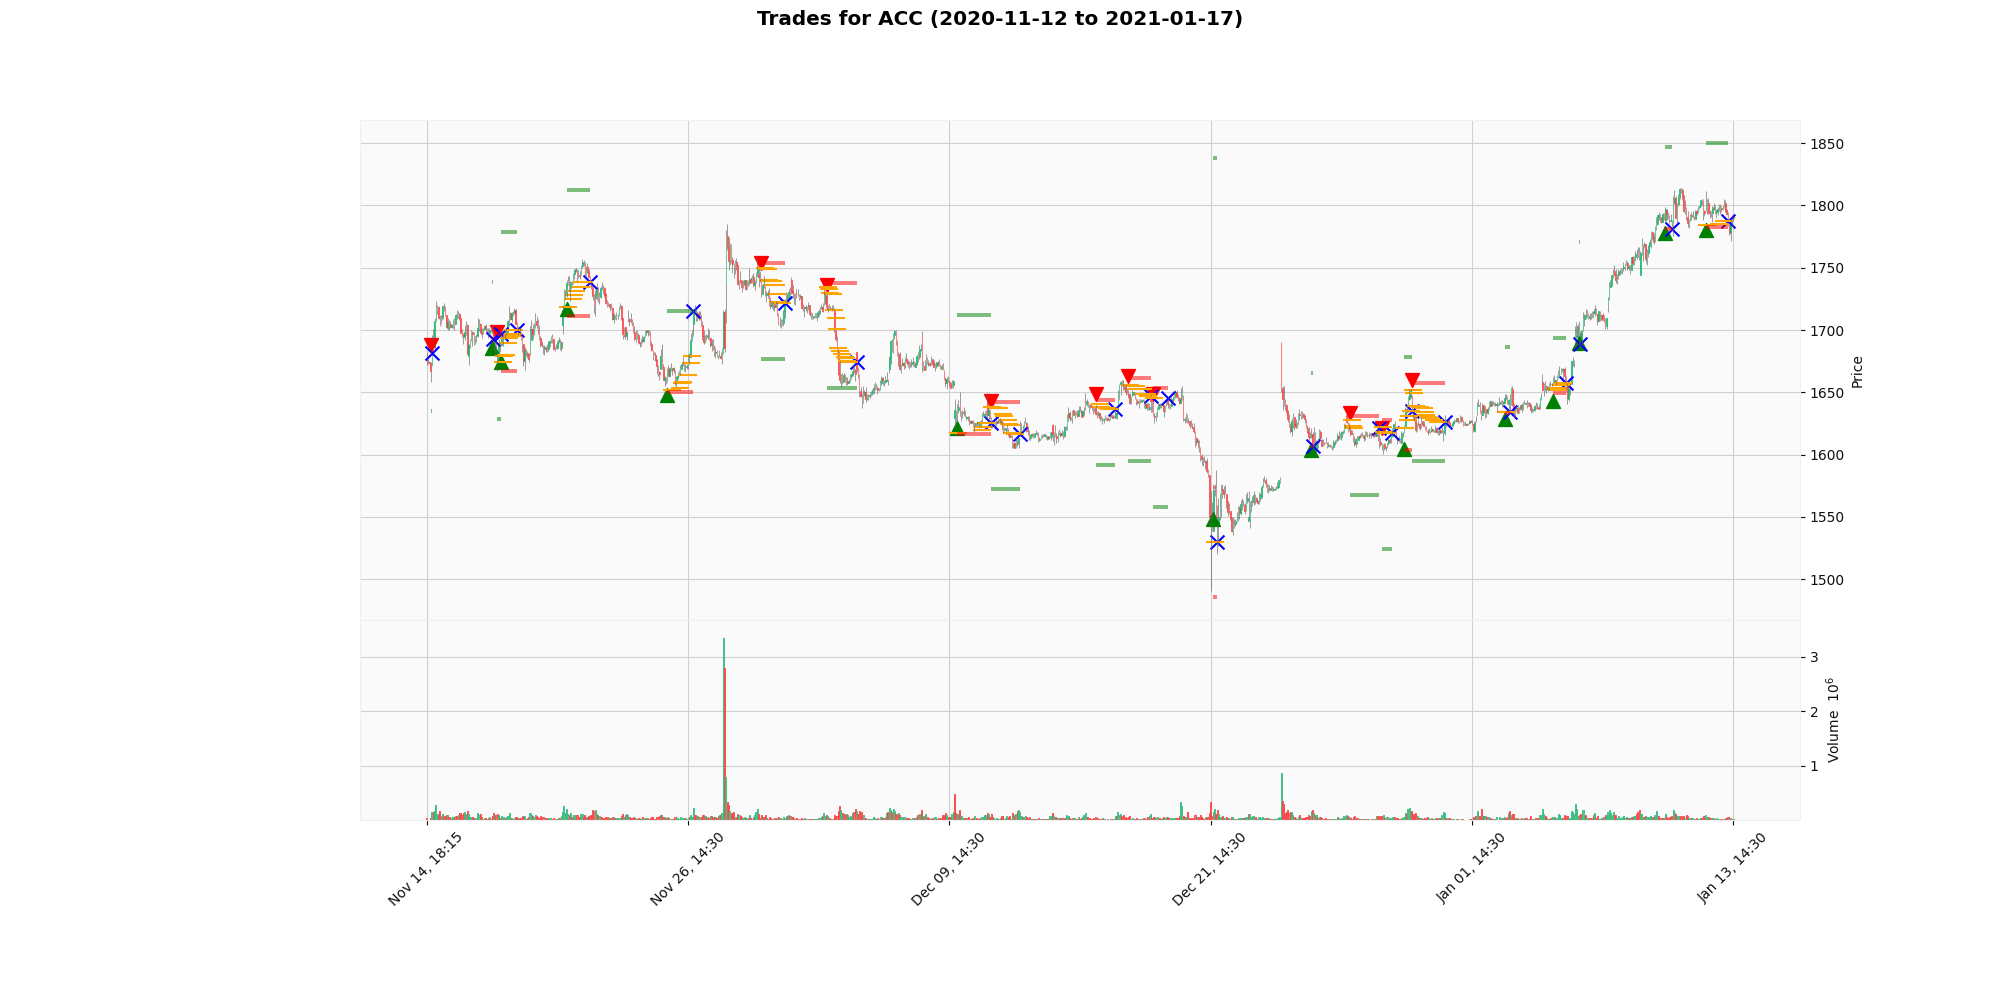 Trades for ACC (2020-11-12 to 2021-01-17)
1850
1800
1750
1700
1650
1600
1550
1500
Price
3
2
1
Volume 10^6
Nov 14, 18:15
Nov 26, 14:30
Dec 09, 14:30
Dec 21, 14:30
Jan 01, 14:30
Jan 13, 14:30